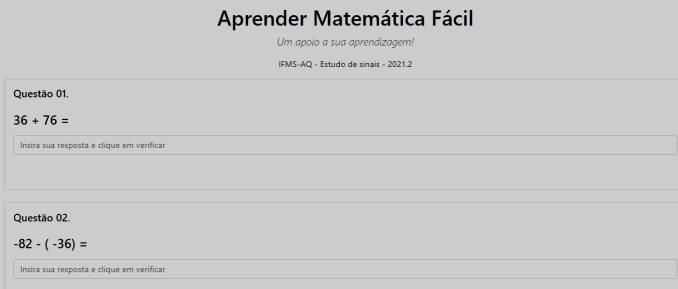 Aprender Matemática Fácil
Um apoio a sua aprendizagem!
IFMS-AQ - Estudo de sinais - 2021.2
Questão 01.
36 + 76 =
Insira sua resposta e clique em verificar
Questão 02.
-82 - ( -36) =
Insira sua resposta e clique em verificar